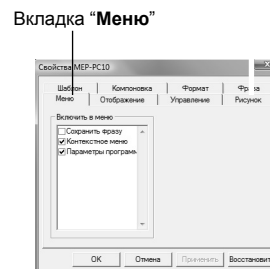 Вкладка “Меню”
Свойства MEP-PC10
Шаблон Компоновка Формат Фраза
Меню Отображение Управление Рисунок
Включить в меню
Сохранить Фразу
Контекстное меню
Параметры программ
OK Отмена Применить Восстановит